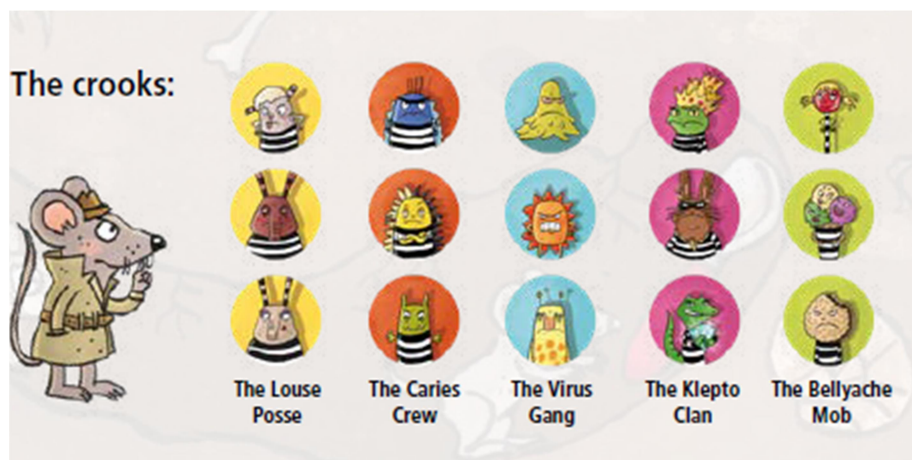 The crooks:
The Louse
Posse
The Caries
Crew
The Virus
Gang
The Klepto
Clan
The Bellyache
Mob